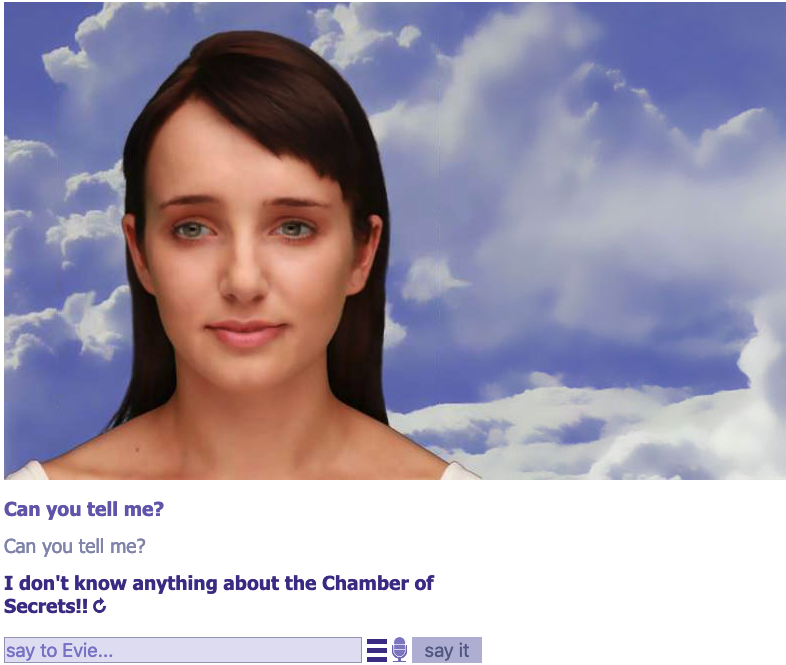 Can you tell me?
Can you tell me?
I don't know anything about the Chamber of
Secrets!!
say to Evie...
say it